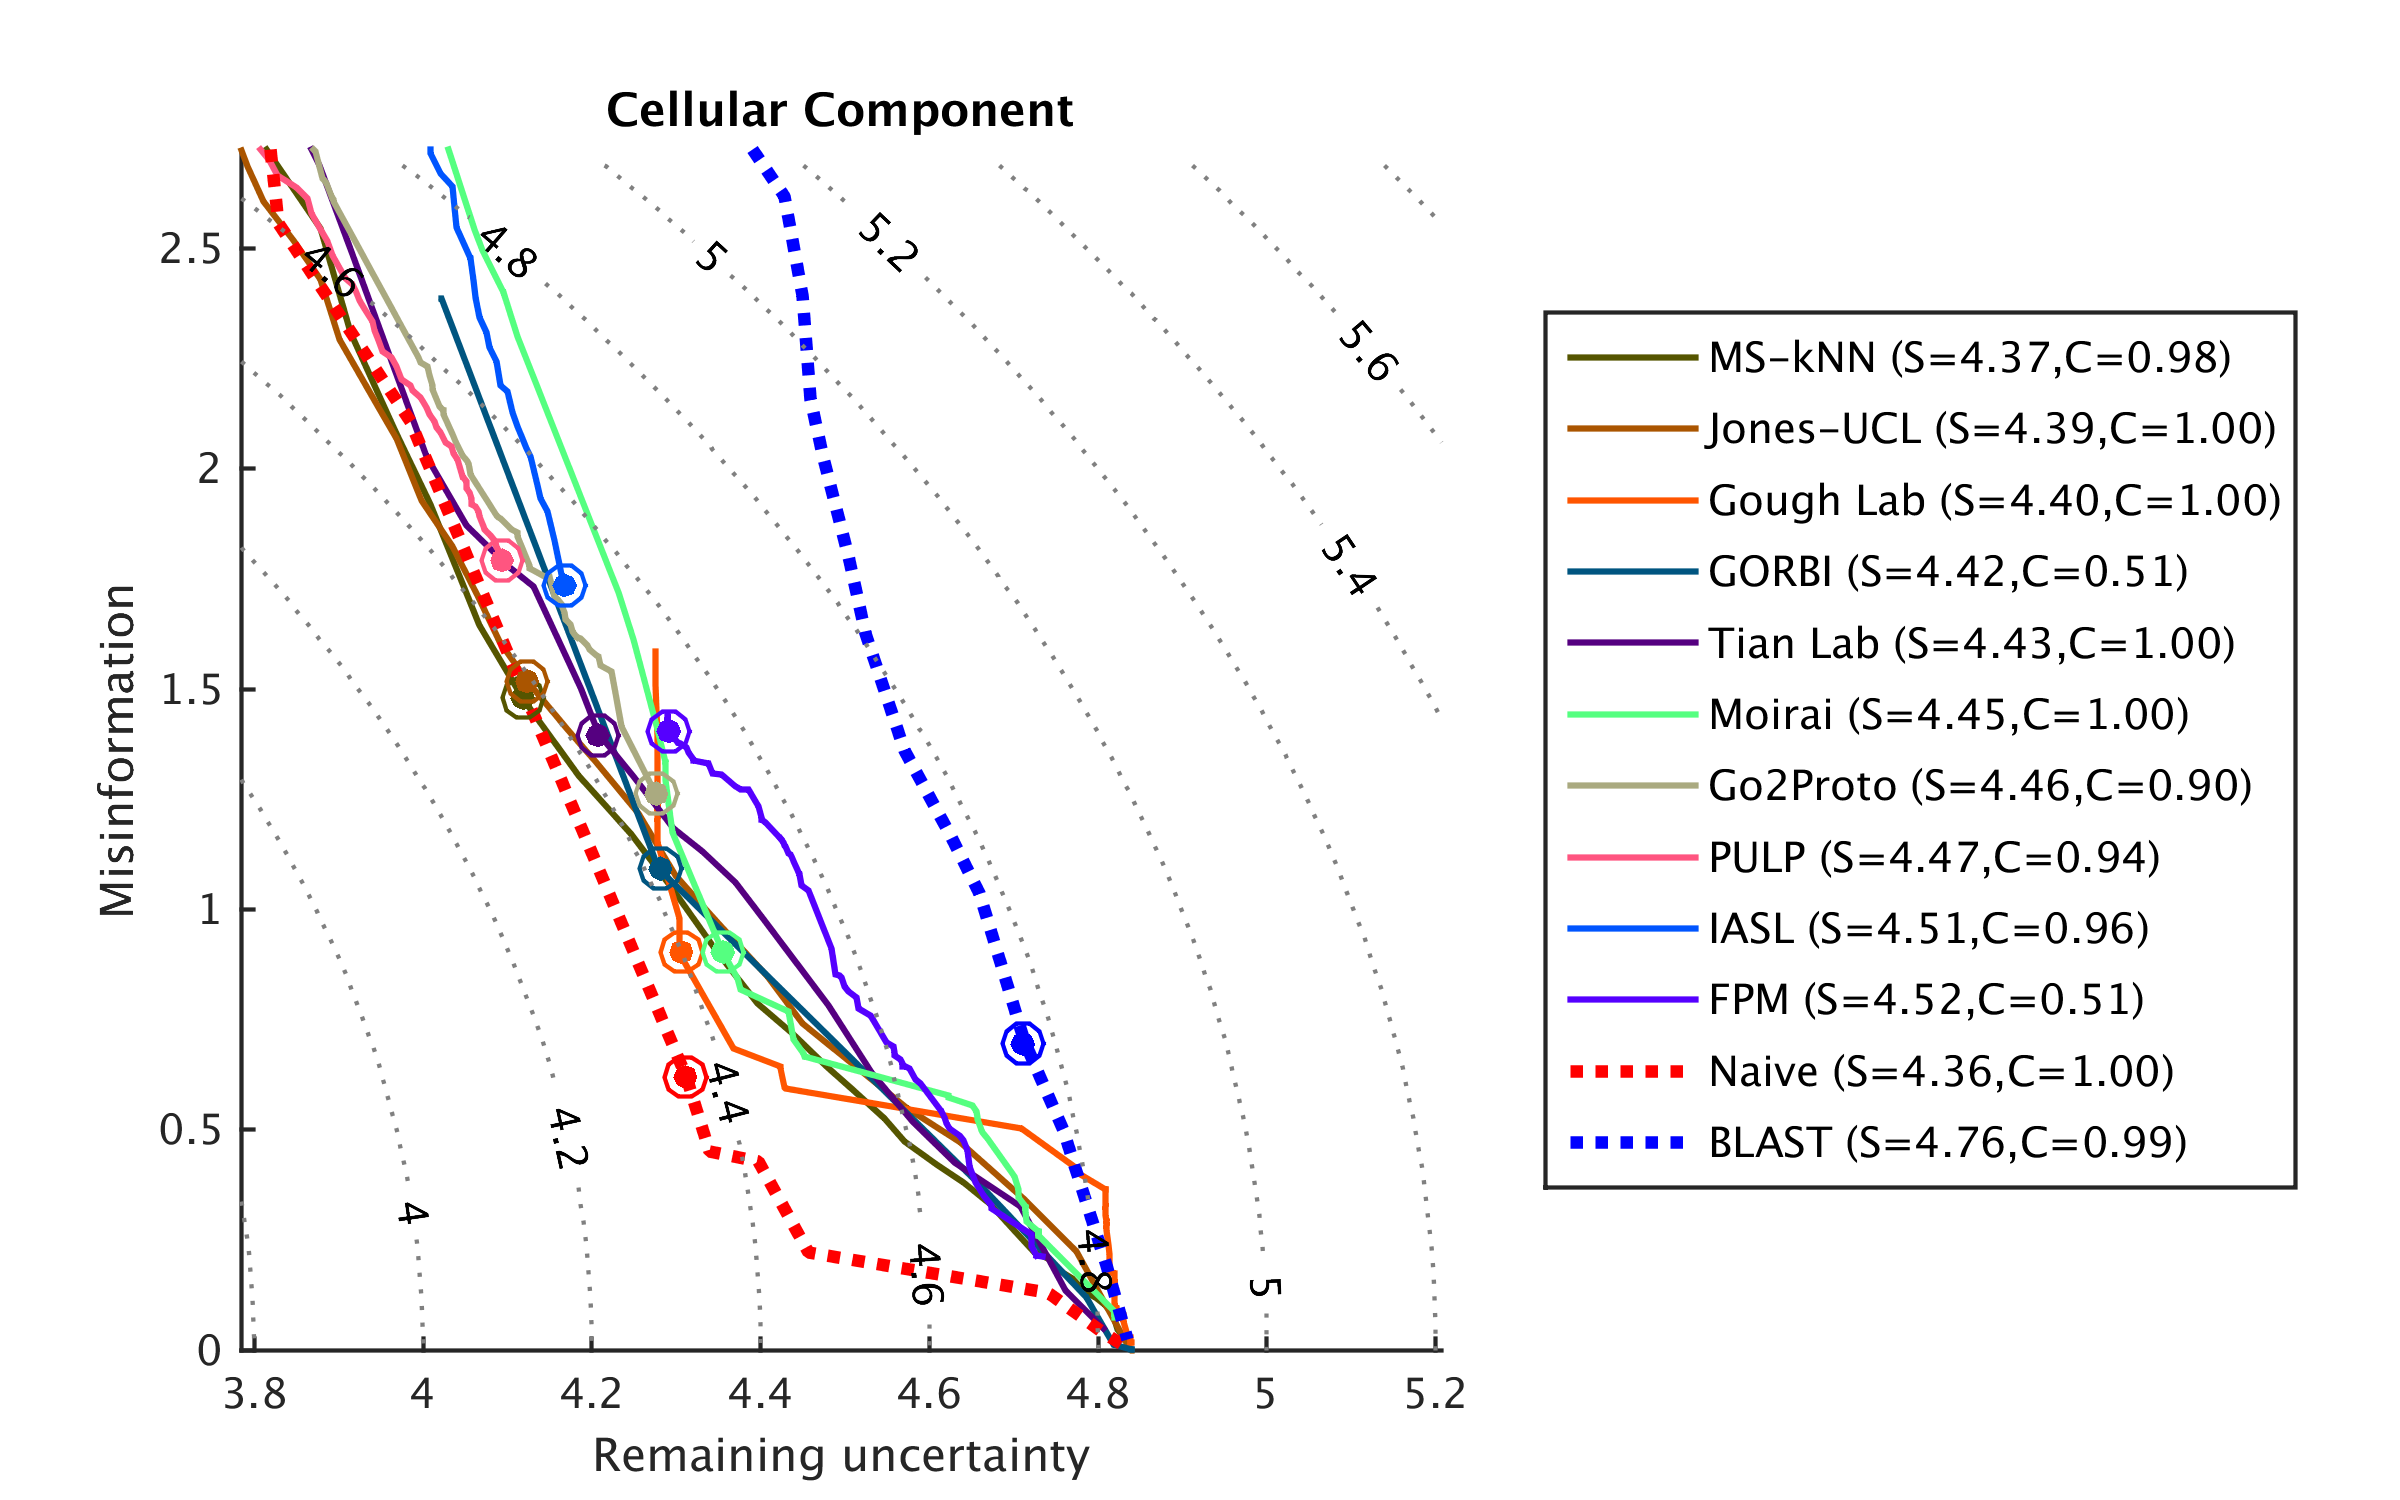 Cellular Component
Misinformation
2.5
2
1.5
1
0.5
0
3.8
4
4.2
4.4
4.6
4.8
5
5.2
Remaining uncertainty
4.6
4.8
5
5.2
5.6
5.4
4
4.2
4.4
4.6
4.8
5
MS-kNN (S=4.37,C=0.98)
Jones-UCL (S=4.39,C=1.00)
Gough Lab (S=4.40,C=1.00)
GORBI (S=4.42,C=0.51)
Tian Lab (S=4.43,C=1.00)
Moirai (S=4.45,C=1.00)
Go2Proto (S=4.46,C=0.90)
PULP (S=4.47,C=0.94)
IASL (S=4.51,C=0.96)
FPM (S=4.52,C=0.51)
Naive (S=4.36,C=1.00)
BLAST (S=4.76,C=0.99)